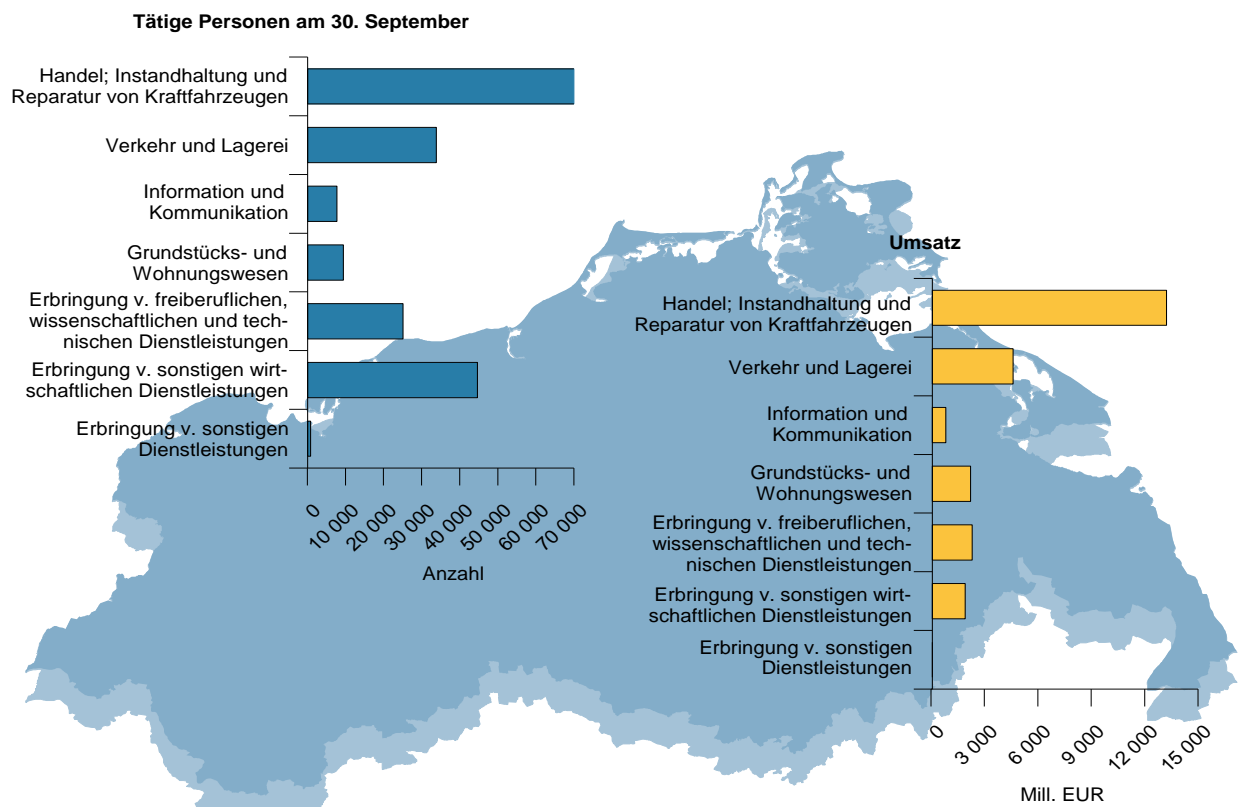 Tätige Personen am 30. September
Handel; Instandhaltung und
Reparatur von Kraftfahrzeugen
Verkehr und Lagerei
Information und
Kommunikation
Grundstücks- und
Wohnungswesen
Erbringung v. freiberuflichen,
wissenschaftlichen und tech-
nischen Dienstleistungen
Erbringung v. sonstigen wirt-
schaftlichen Dienstleistungen
Erbringung v. sonstigen
Dienstleistungen
0
10 000
20 000
30 000
40 000
50 000
60 000
70 000
Anzahl
Umsatz
Handel; Instandhaltung und
Reparatur von Kraftfahrzeugen
Verkehr und Lagerei
Information und
Kommunikation
Grundstücks- und
Wohnungswesen
Erbringung v. freiberuflichen,
wissenschaftlichen und tech-
nischen Dienstleistungen
Erbringung v. sonstigen wirt-
schaftlichen Dienstleistungen
Erbringung v. sonstigen
Dienstleistungen
0
3 000
6 000
9 000
12 000
15 000
Mill. EUR